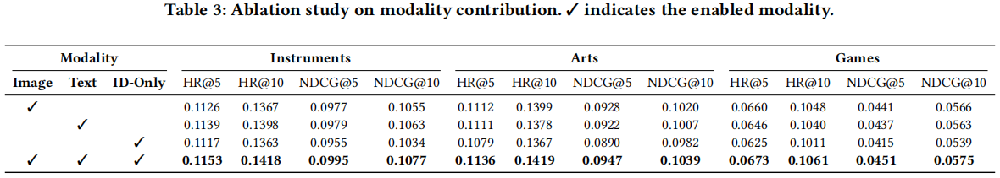 Table 3: Ablation study on modality contribution. ✓ indicates the enabled modality.
Modality Instruments Arts Games
Image Text ID-Only HR@5 HR@10 NDCG@5 NDCG@10 HR@5 HR@10 NDCG@5 NDCG@10 HR@5 HR@10 NDCG@5 NDCG@10
✓ 0.1126 0.1367 0.0977 0.1055 0.1112 0.1399 0.0928 0.1020 0.0660 0.1048 0.0441 0.0566
✓ 0.1139 0.1398 0.0979 0.1063 0.1111 0.1378 0.0922 0.1007 0.0646 0.1040 0.0437 0.0563
✓ 0.1117 0.1363 0.0955 0.1034 0.1079 0.1367 0.0890 0.0982 0.0625 0.1011 0.0415 0.0539
✓ ✓ ✓ 0.1153 0.1418 0.0995 0.1077 0.1136 0.1419 0.0947 0.1039 0.0673 0.1061 0.0451 0.0575